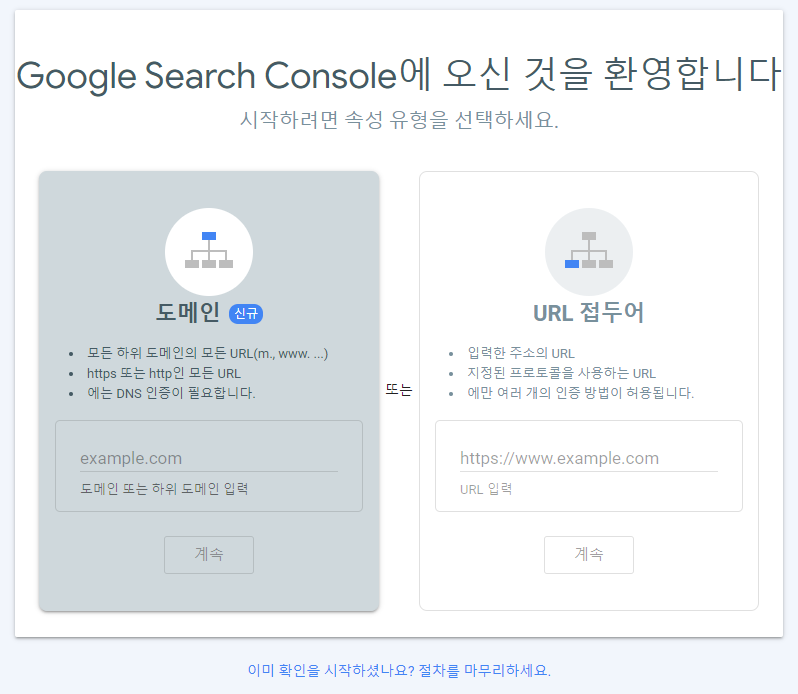 Google Search Console에 오신 것을 환영합니다
시작하려면 속성 유형을 선택하세요.
도메인 신규
모든 하위 도메인의 모든 URL(m., www. ...)
https 또는 http인 모든 URL
에는 DNS 인증이 필요합니다.
example.com
도메인 또는 하위 도메인 입력
계속
또는
URL 접두어
입력한 주소의 URL
지정된 프로토콜을 사용하는 URL
에만 여러 개의 인증 방법이 허용됩니다.
https://www.example.com
URL 입력
계속
이미 확인을 시작하셨나요? 절차를 마무리하세요.